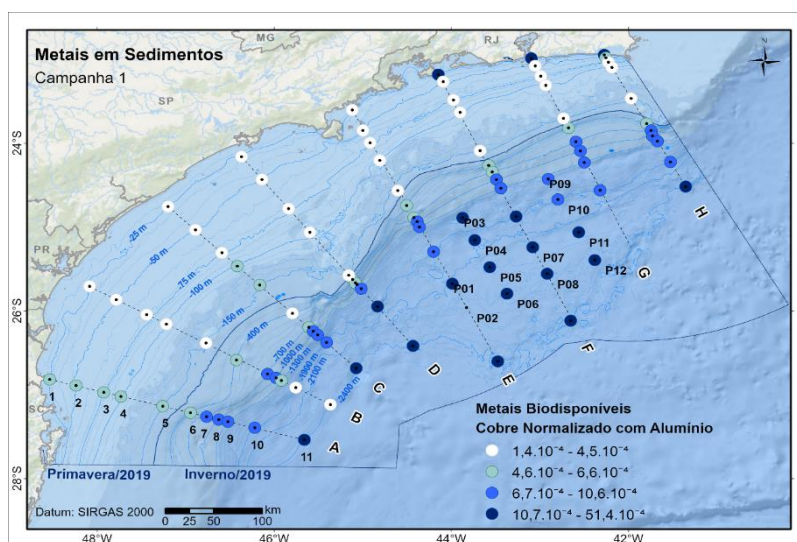 MG
RJ
Metais em Sedimentos
Campanha 1
SP
24°S
24°S
-25 m
-50 m
-75 m
-100 m
-150 m
-400 m
-700 m
-1000 m
-1300 m
-1900 m
-2100 m
-2400 m
PR
26°S
26°S
SC
28°S
28°S
P01
P02
P03
P04
P05
P06
P07
P08
P09
P10
P11
P12
H
G
F
E
D
C
B
A
1
2
3
4
5
6
7
8
9
10
11
Metais Biodisponíveis
Cobre Normalizado com Alumínio
1,4.10⁻⁴ - 4,5.10⁻⁴
4,6.10⁻⁴ - 6,6.10⁻⁴
6,7.10⁻⁴ - 10,6.10⁻⁴
10,7.10⁻⁴ - 51,4.10⁻⁴
Primavera/2019
Inverno/2019
Datum: SIRGAS 2000
0 25 50 100
km
48°W
46°W
44°W
42°W